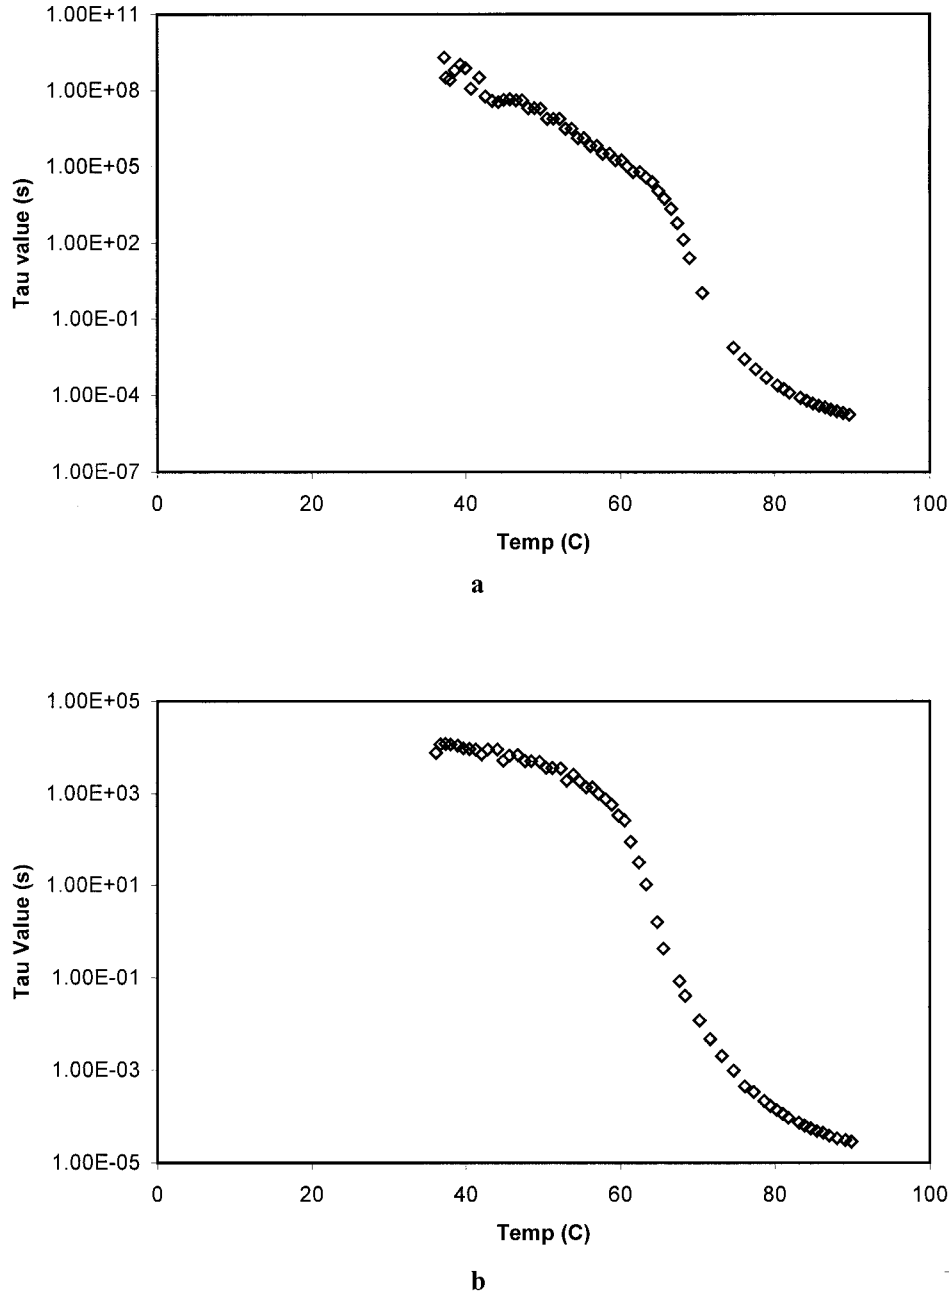 1.00E+11
1.00E+08
1.00E+05
1.00E+02
1.00E-01
1.00E-04
1.00E-07
Tau value (s)
0 20 40 60 80 100
Temp (C)
a
1.00E+05
1.00E+03
1.00E+01
1.00E-01
1.00E-03
1.00E-05
Tau Value (s)
0 20 40 60 80 100
Temp (C)
b